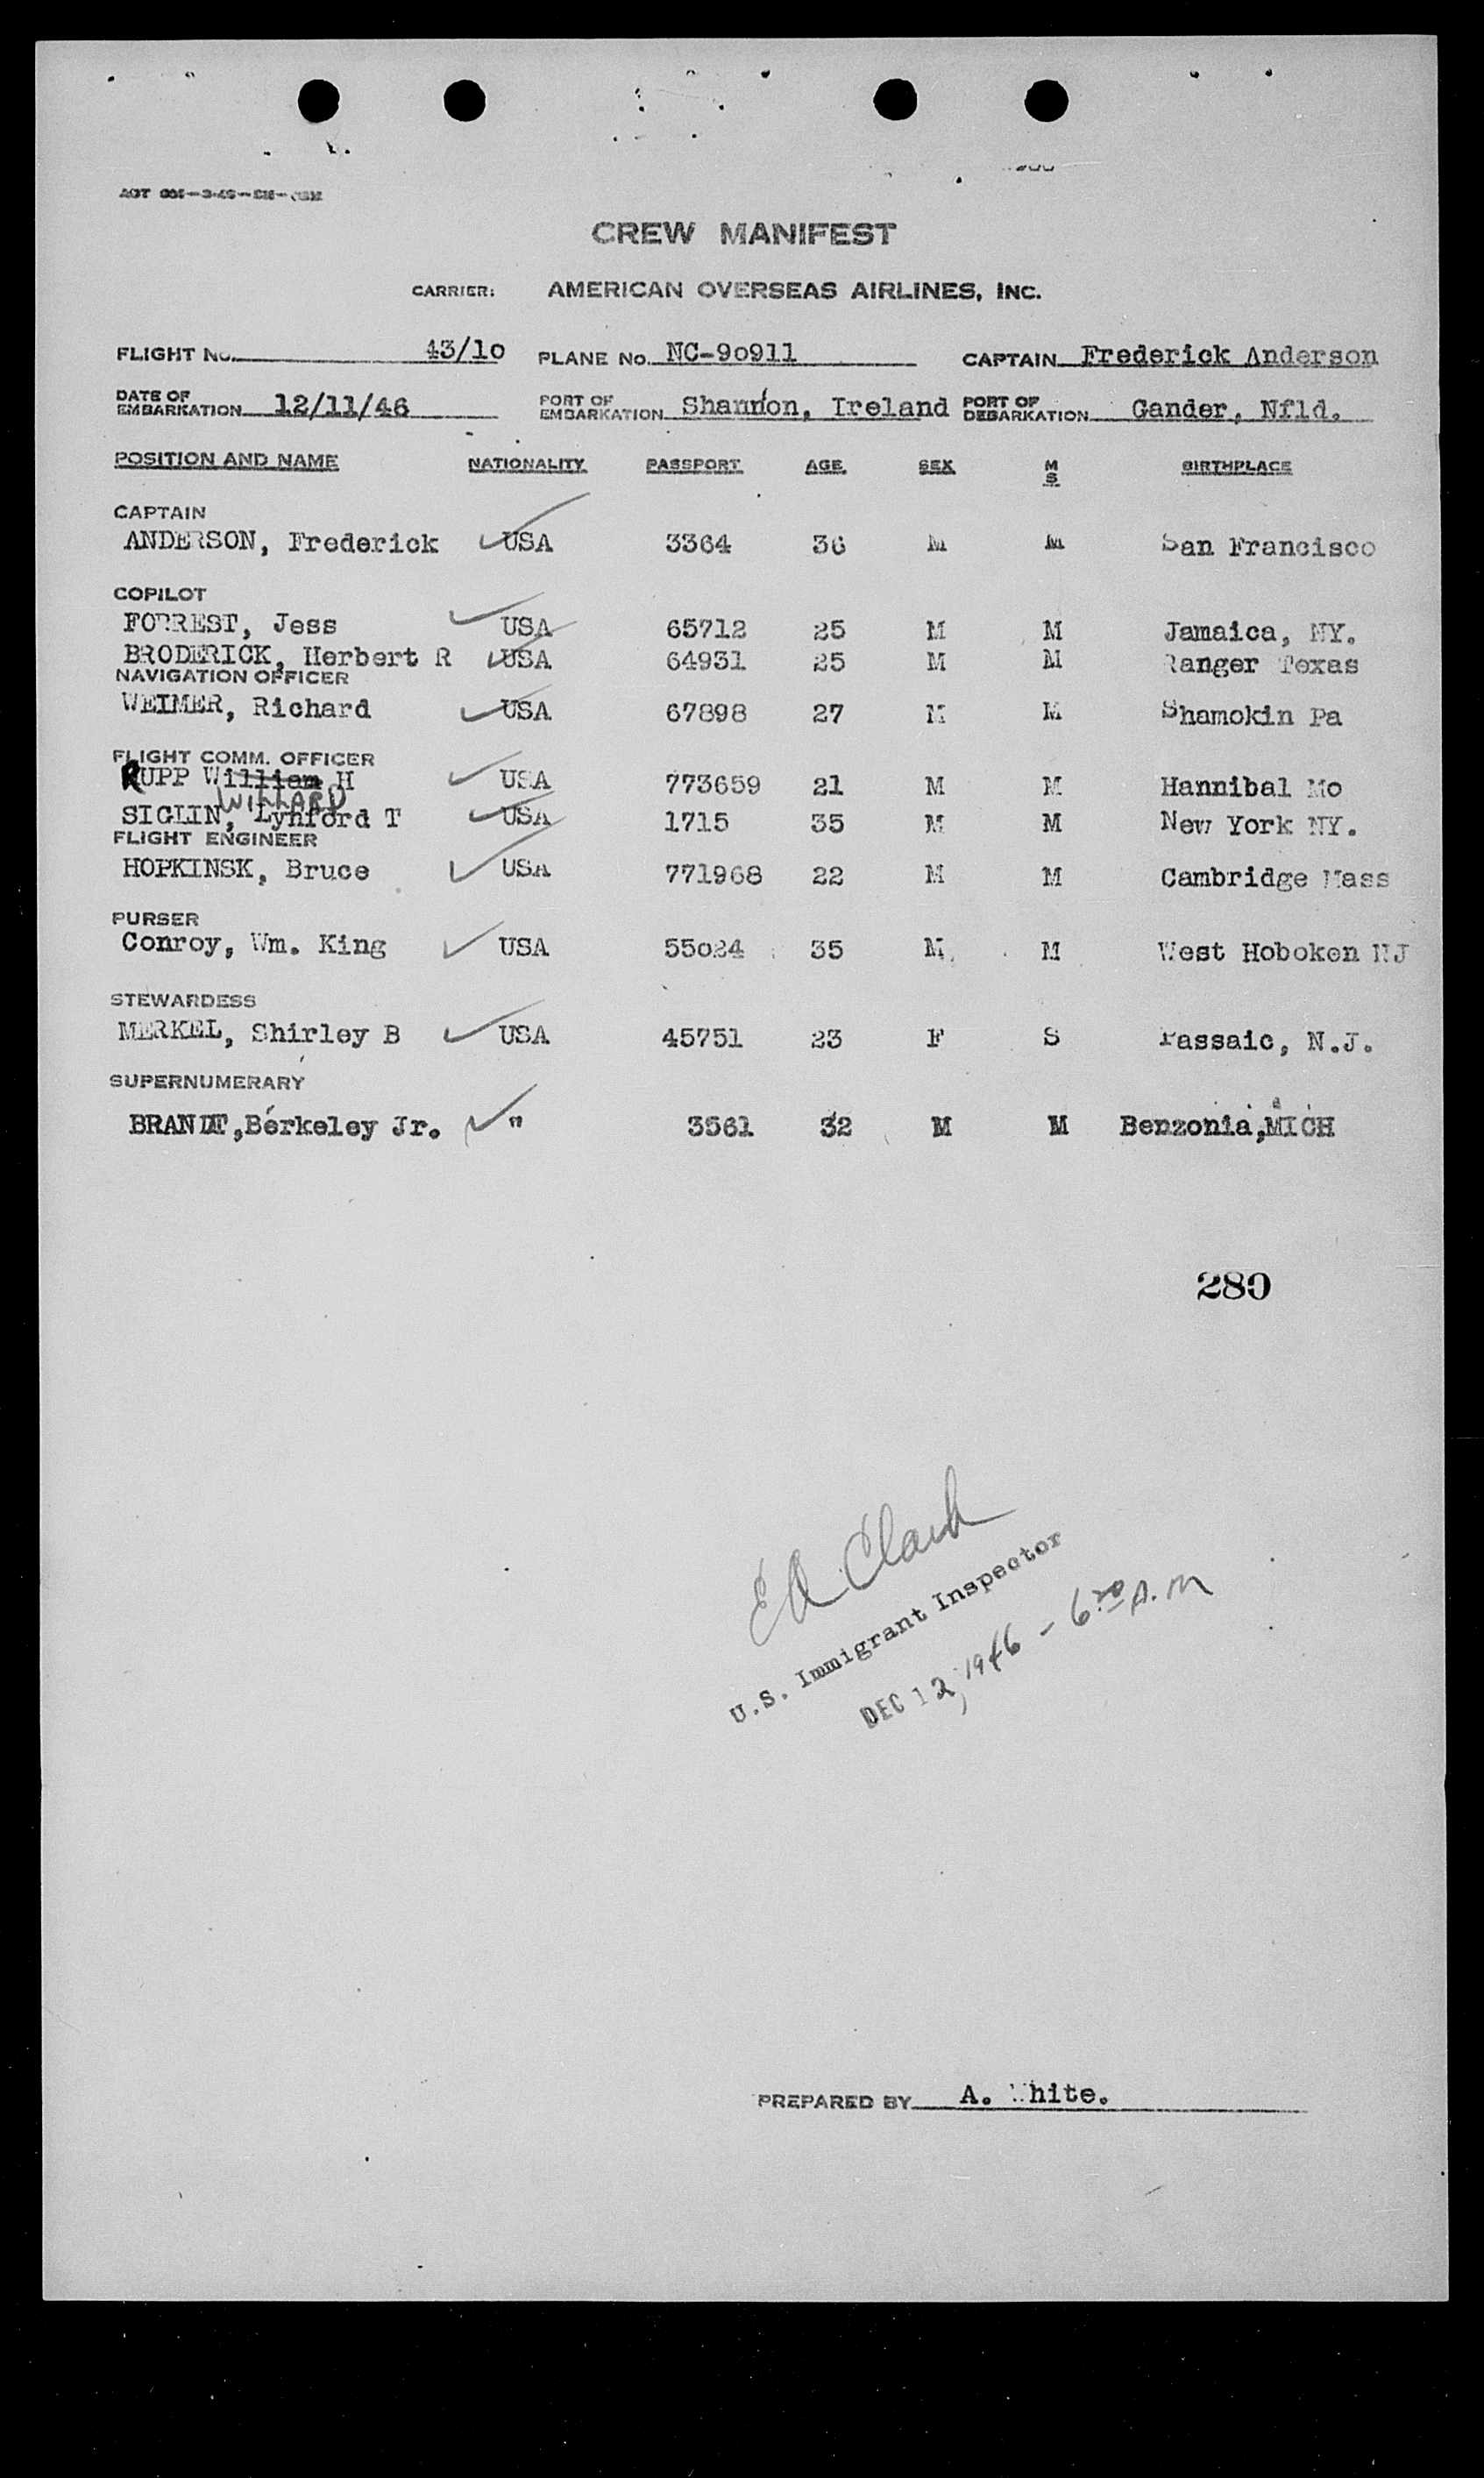 CREW MANIFEST
CARRIER: AMERICAN OVERSEAS AIRLINES, INC.
FLIGHT No. 43/10 PLANE No. NC-90911 CAPTAIN Frederick Anderson
DATE OF EMBARKATION 12/11/46 PORT OF EMBARKATION Shannon, Ireland PORT OF DEBARKATION Gander, Nfld.
POSITION AND NAME NATIONALITY PASSPORT AGE SEX M S BIRTHPLACE
CAPTAIN
ANDERSON, Frederick USA 3364 36 M M San Francisco
COPILOT
FORREST, Jess USA 65712 25 M M Jamaica, NY.
BRODERICK, Herbert R USA 64931 25 M M Ranger Texas
NAVIGATION OFFICER
WEIMER, Richard USA 67898 27 M M Shamokin Pa
FLIGHT COMM. OFFICER
RUPP William H USA 773659 21 M M Hannibal Mo
WILLARD
SIGLIN, Lynford T USA 1715 35 M M New York NY.
FLIGHT ENGINEER
HOPKINSK, Bruce USA 771968 22 M M Cambridge Mass
PURSER
Conroy, Wm. King USA 55024 35 M M West Hoboken NJ
STEWARDESS
MERKEL, Shirley B USA 45751 23 F S Passaic, N.J.
SUPERNUMERARY
BRANDT, Berkeley Jr. " 3561 32 M M Benzonia, MICH
280
E A Clark
U.S. Immigrant Inspector
DEC 12, 1946 - 6:20 A.M
PREPARED BY A. White.